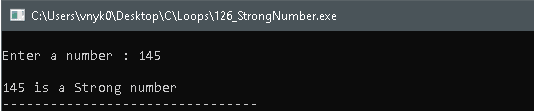 C:\Users\vnyk0\Desktop\C\Loops\126_StrongNumber.exe
Enter a number : 145
145 is a Strong number
--------------------------------